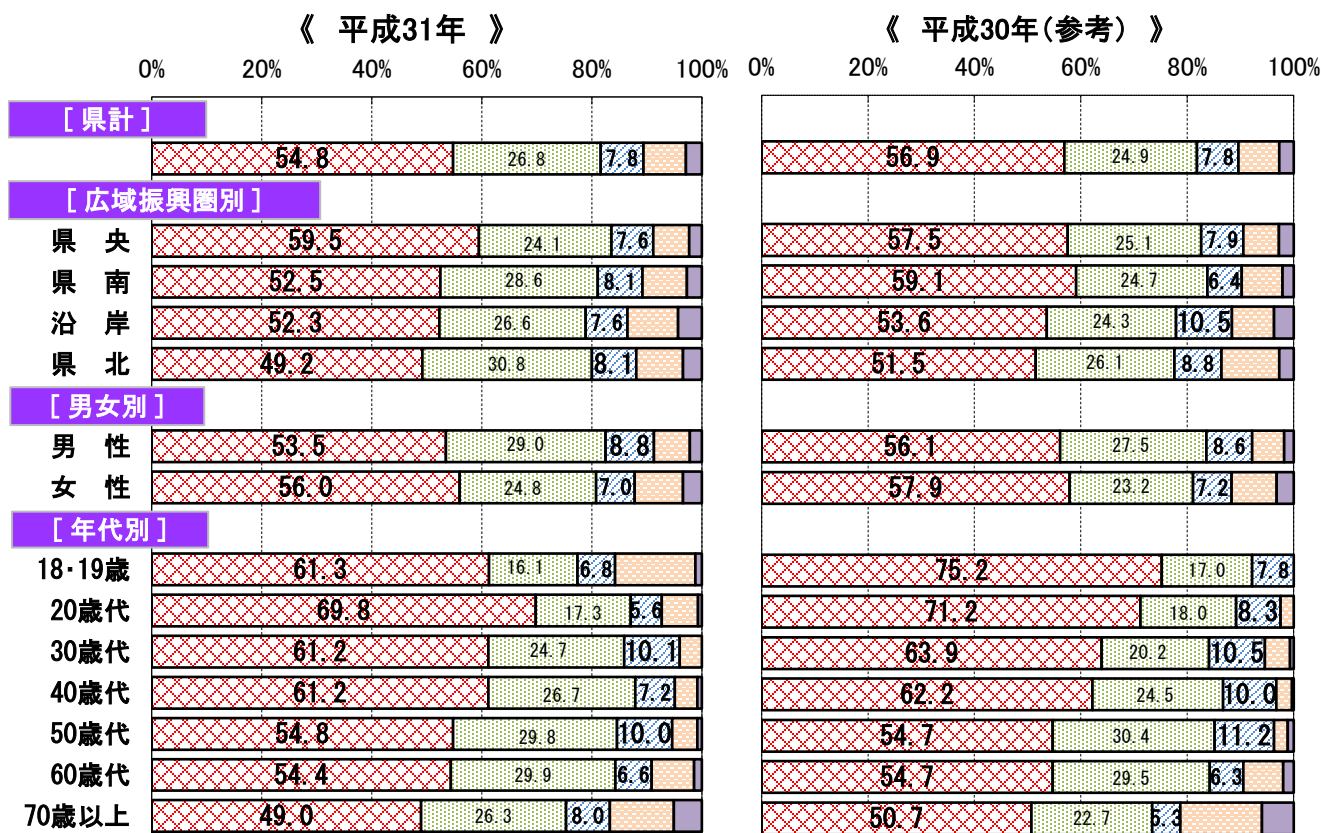 《 平成31年 》 《 平成30年(参考) 》
0% 20% 40% 60% 80% 100% 0% 20% 40% 60% 80% 100%
[ 県計 ]
54.8 26.8 7.8 56.9 24.9 7.8
[ 広域振興圏別 ]
県 央 59.5 24.1 7.6 57.5 25.1 7.9
県 南 52.5 28.6 8.1 59.1 24.7 6.4
沿 岸 52.3 26.6 7.6 53.6 24.3 10.5
県 北 49.2 30.8 8.1 51.5 26.1 8.8
[ 男女別 ]
男 性 53.5 29.0 8.8 56.1 27.5 8.6
女 性 56.0 24.8 7.0 57.9 23.2 7.2
[ 年代別 ]
18・19歳 61.3 16.1 6.8 75.2 17.0 7.8
20歳代 69.8 17.3 5.6 71.2 18.0 8.3
30歳代 61.2 24.7 10.1 63.9 20.2 10.5
40歳代 61.2 26.7 7.2 62.2 24.5 10.0
50歳代 54.8 29.8 10.0 54.7 30.4 11.2
60歳代 54.4 29.9 6.6 54.7 29.5 6.3
70歳以上 49.0 26.3 8.0 50.7 22.7 5.3